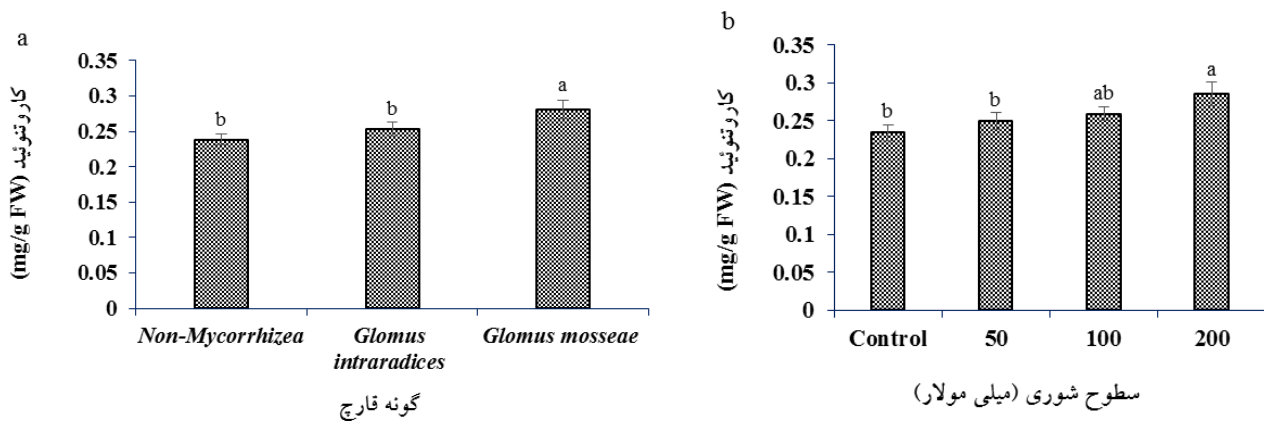 a
کاروتنوئید (mg/g FW)
0.35
0.3
0.25
0.2
0.15
0.1
0.05
0
b
b
a
Non-Mycorrhizea
Glomus intraradices
Glomus mosseae
گونه قارچ
b
کاروتنوئید (mg/g FW)
0.35
0.3
0.25
0.2
0.15
0.1
0.05
0
b
b
ab
a
Control
50
100
200
سطوح شوری (میلی مولار)